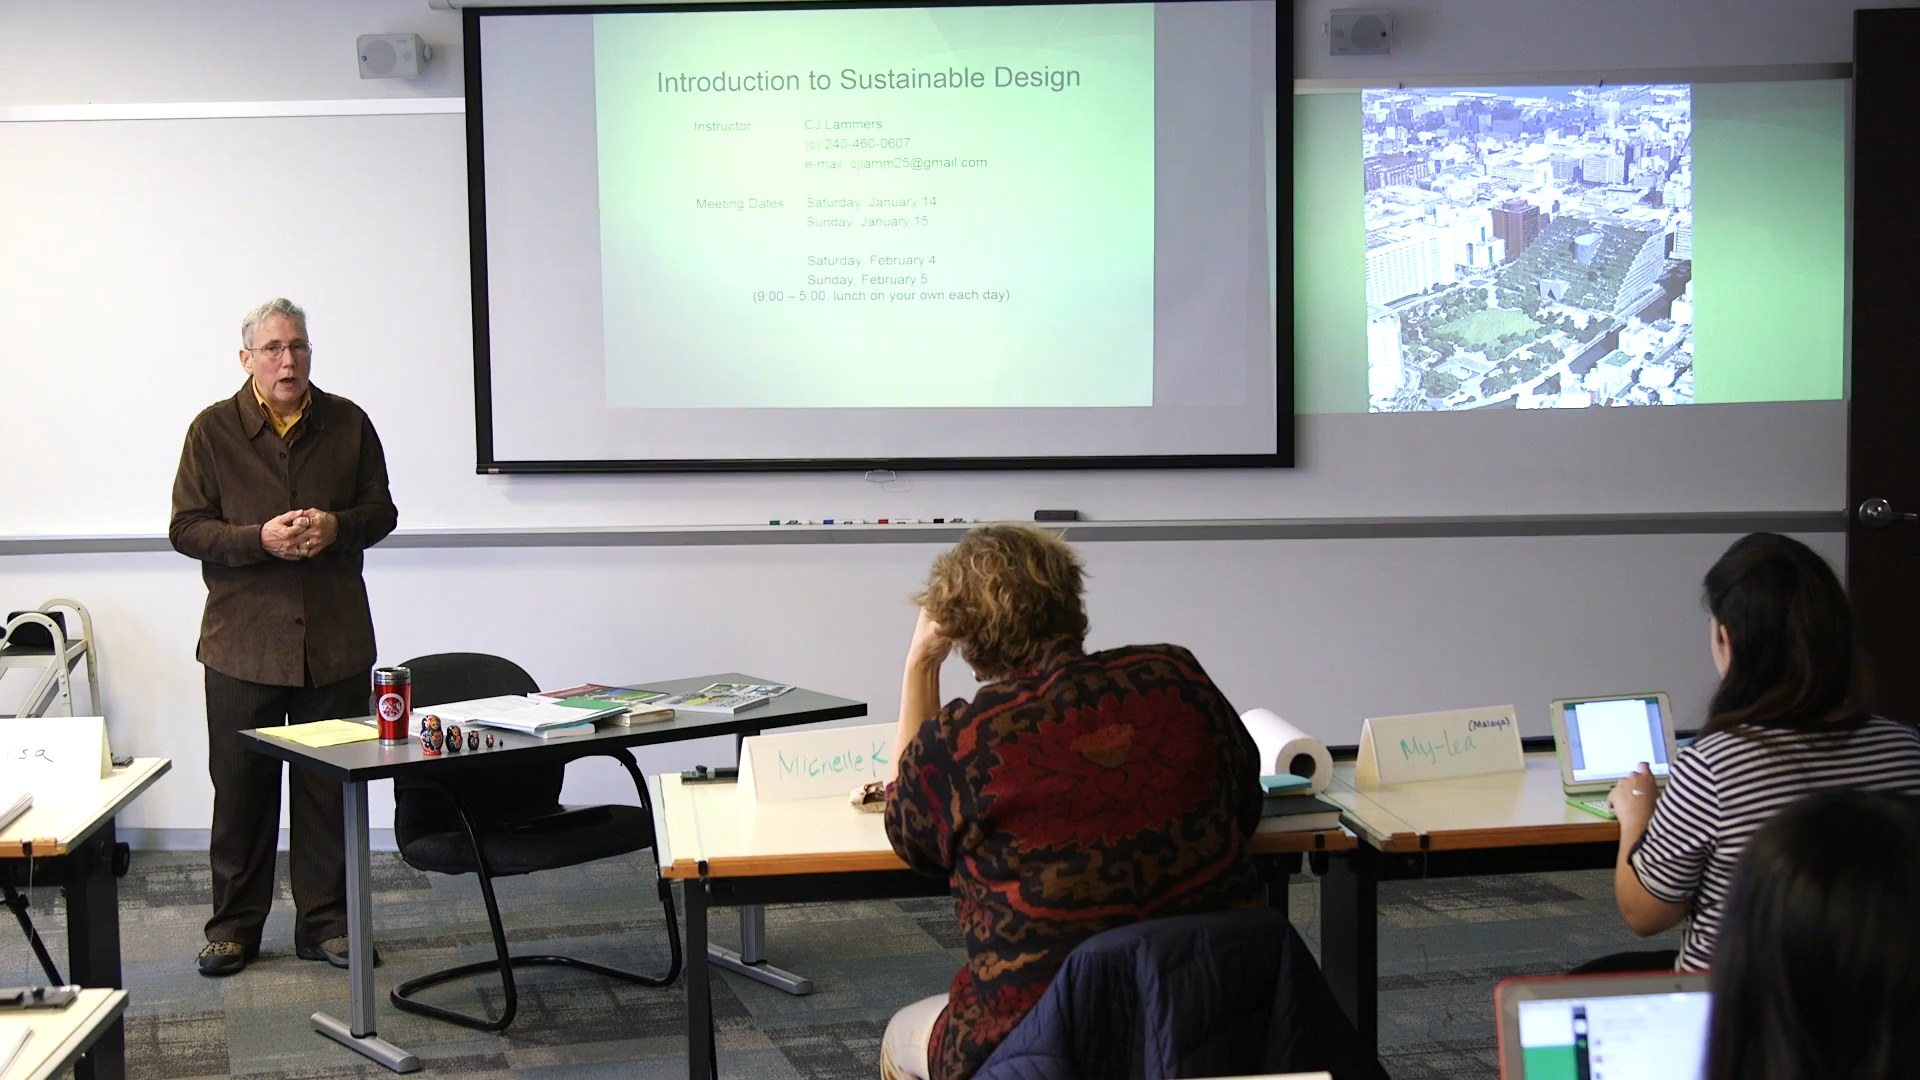 Introduction to Sustainable Design
Instructor CJ Lammers
(c) 240-460-0607
e-mail: cjlamm25@gmail.com
Meeting Dates Saturday, January 14
Sunday, January 15
Saturday, February 4
Sunday, February 5
(9:00 – 5:00, lunch on your own each day)
isa
Michelle K
(Malaya)
My-Lea